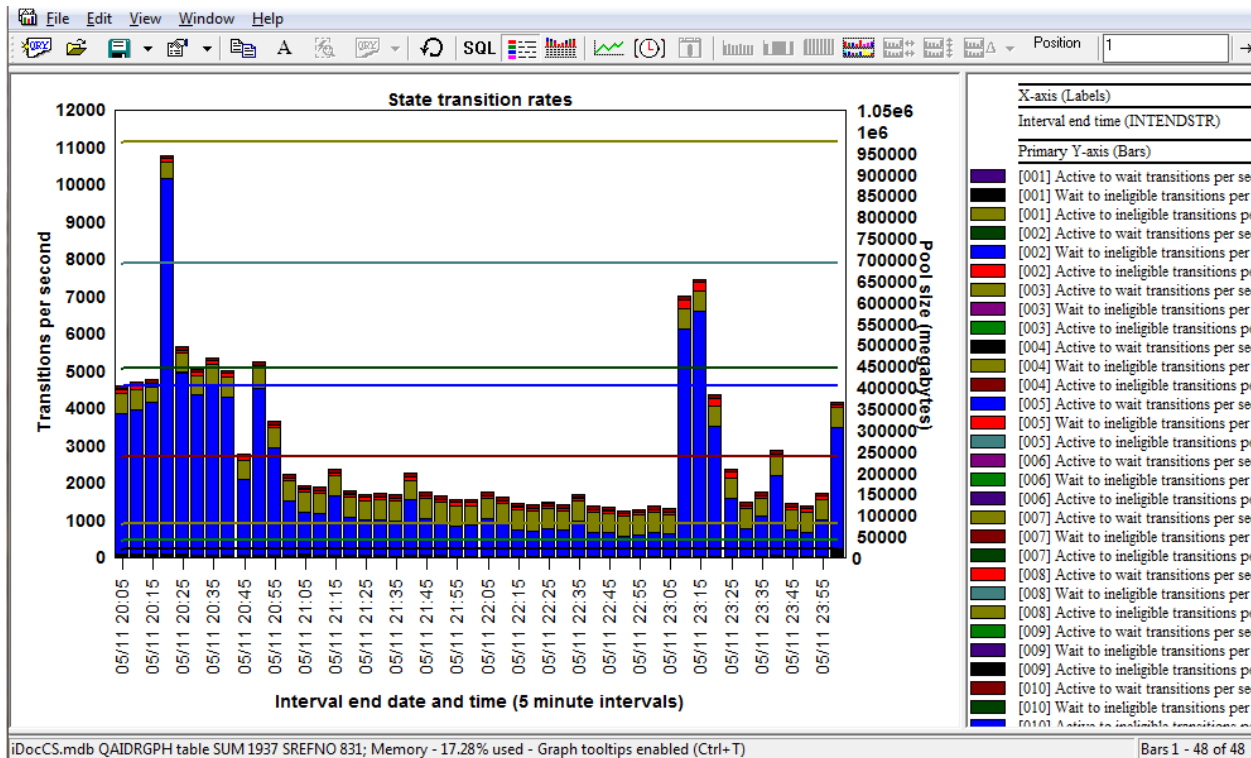 File Edit View Window Help
QRY A QRY SQL Position 1
State transition rates
12000
11000
10000
9000
8000
7000
6000
5000
4000
3000
2000
1000
0
Transitions per second
1.05e6
1e6
950000
900000
850000
800000
750000
700000
650000
600000
550000
500000
450000
400000
350000
300000
250000
200000
150000
100000
50000
0
Pool size (megabytes)
05/11 20:05
05/11 20:15
05/11 20:25
05/11 20:35
05/11 20:45
05/11 20:55
05/11 21:05
05/11 21:15
05/11 21:25
05/11 21:35
05/11 21:45
05/11 21:55
05/11 22:05
05/11 22:15
05/11 22:25
05/11 22:35
05/11 22:45
05/11 22:55
05/11 23:05
05/11 23:15
05/11 23:25
05/11 23:35
05/11 23:45
05/11 23:55
Interval end date and time (5 minute intervals)
X-axis (Labels)
Interval end time (INTENDSTR)
Primary Y-axis (Bars)
[001] Active to wait transitions per se
[001] Wait to ineligible transitions per
[001] Active to ineligible transitions pe
[002] Active to wait transitions per se
[002] Wait to ineligible transitions per
[002] Active to ineligible transitions pe
[003] Active to wait transitions per se
[003] Wait to ineligible transitions per
[003] Active to ineligible transitions pe
[004] Active to wait transitions per se
[004] Wait to ineligible transitions per
[004] Active to ineligible transitions pe
[005] Active to wait transitions per se
[005] Wait to ineligible transitions per
[005] Active to ineligible transitions pe
[006] Active to wait transitions per se
[006] Wait to ineligible transitions per
[006] Active to ineligible transitions pe
[007] Active to wait transitions per se
[007] Wait to ineligible transitions per
[007] Active to ineligible transitions pe
[008] Active to wait transitions per se
[008] Wait to ineligible transitions per
[008] Active to ineligible transitions pe
[009] Active to wait transitions per se
[009] Wait to ineligible transitions per
[009] Active to ineligible transitions pe
[010] Active to wait transitions per se
[010] Wait to ineligible transitions per
[010] Active to ineligible transitions pe
iDocCS.mdb QAIDRGPH table SUM 1937 SREFNO 831; Memory - 17.28% used - Graph tooltips enabled (Ctrl+T)
Bars 1 - 48 of 48